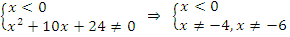 {x < 0 ⇒ {x < 0
{x² + 10x + 24 ≠ 0 {x ≠ −4, x ≠ −6